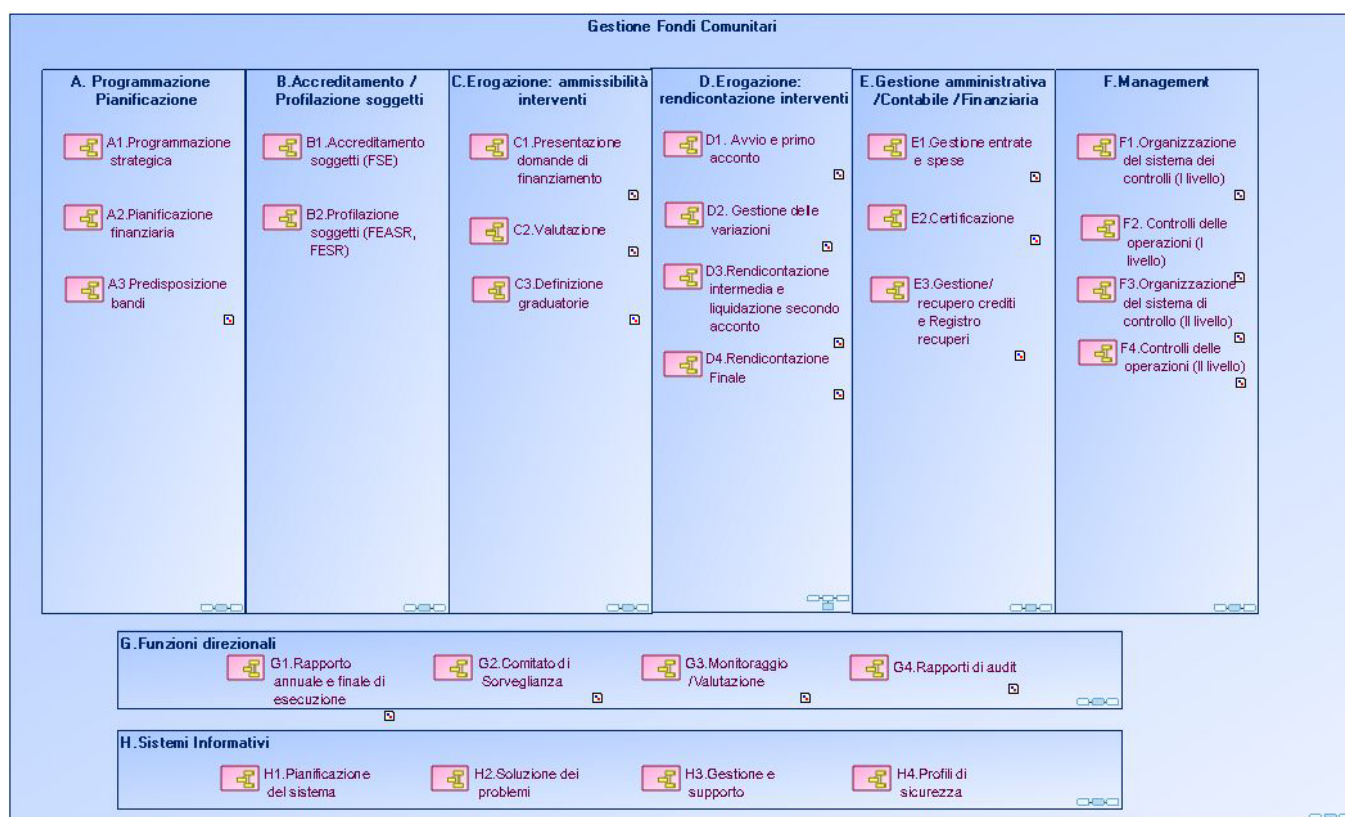 Gestione Fondi Comunitari
A. Programmazione
Pianificazione
A1.Programmazione
strategica
A2.Pianificazione
finanziaria
A3.Predisposizione
bandi
B.Accreditamento /
Profilazione soggetti
B1.Accreditamento
soggetti (FSE)
B2.Profilazione
soggetti (FEASR,
FESR)
C.Erogazione: ammissibilità
interventi
C1.Presentazione
domande di
finanziamento
C2.Valutazione
C3.Definizione
graduatorie
D.Erogazione:
rendicontazione interventi
D1. Avvio e primo
acconto
D2. Gestione delle
variazioni
D3.Rendicontazione
intermedia e
liquidazione secondo
acconto
D4.Rendicontazione
Finale
E.Gestione amministrativa
/Contabile /Finanziaria
E1.Gestione entrate
e spese
E2.Certificazione
E3.Gestione/
recupero crediti
e Registro
recuperi
F.Management
F1.Organizzazione
del sistema dei
controlli (I livello)
F2. Controlli delle
operazioni (I
livello)
F3.Organizzazione
del sistema di
controllo (II livello)
F4.Controlli delle
operazioni (II livello)
G.Funzioni direzionali
G1.Rapporto
annuale e finale di
esecuzione
G2.Comitato di
Sorveglianza
G3.Monitoraggio
/Valutazione
G4.Rapporti di audit
H.Sistemi Informativi
H1.Pianificazione
del sistema
H2.Soluzione dei
problemi
H3.Gestione e
supporto
H4.Profili di
sicurezza